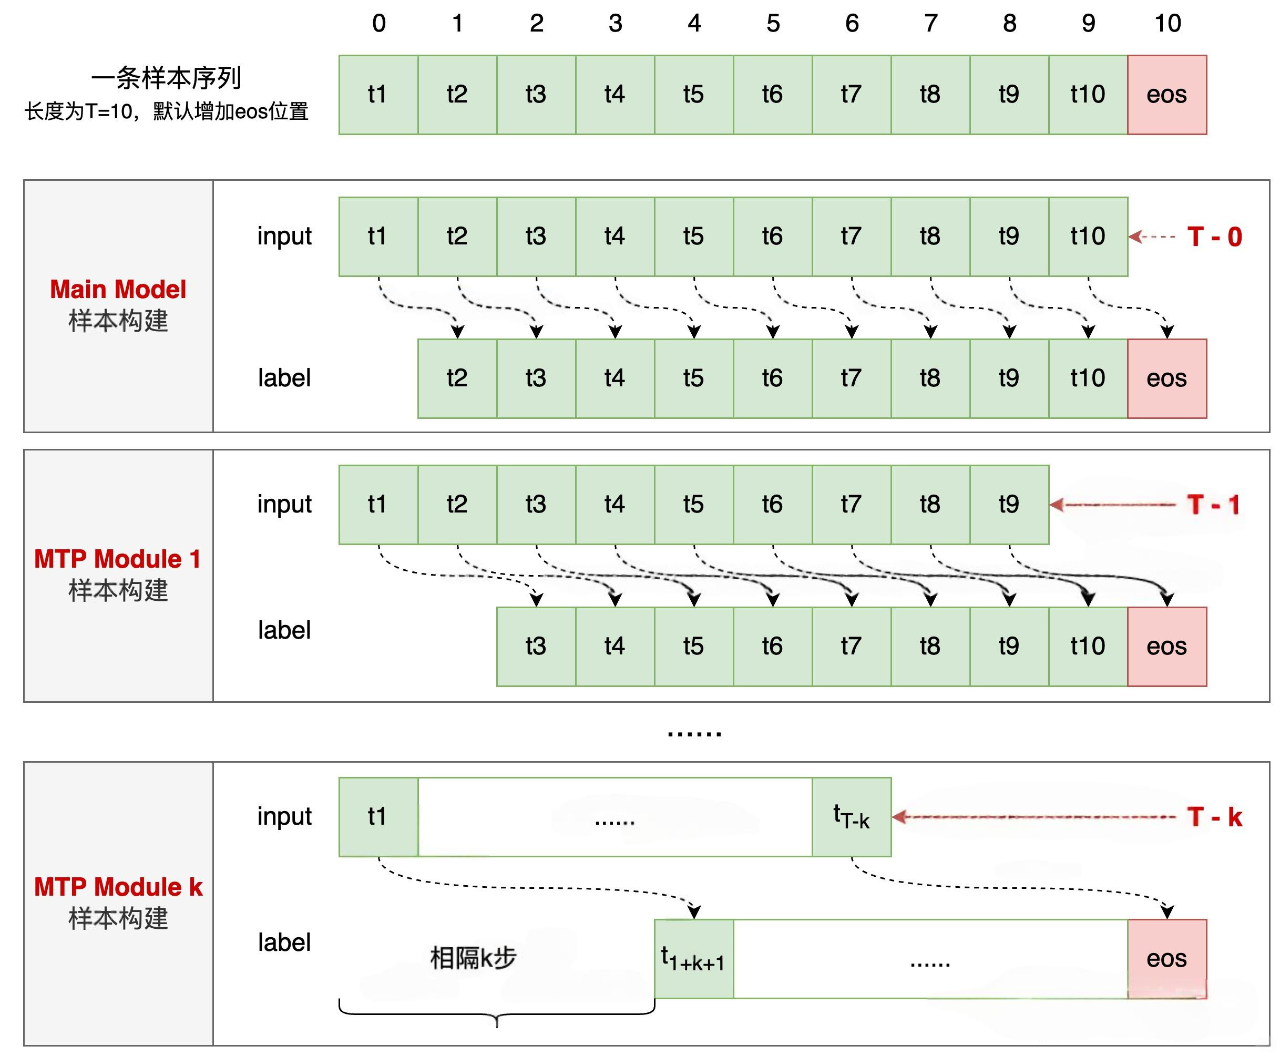 0 1 2 3 4 5 6 7 8 9 10
一条样本序列
长度为T=10，默认增加eos位置
t1 t2 t3 t4 t5 t6 t7 t8 t9 t10 eos
Main Model
样本构建
input t1 t2 t3 t4 t5 t6 t7 t8 t9 t10 T - 0
label t2 t3 t4 t5 t6 t7 t8 t9 t10 eos
MTP Module 1
样本构建
input t1 t2 t3 t4 t5 t6 t7 t8 t9 T - 1
label t3 t4 t5 t6 t7 t8 t9 t10 eos
......
MTP Module k
样本构建
input t1 ...... tT-k T - k
label t1+k+1 ...... eos
相隔k步